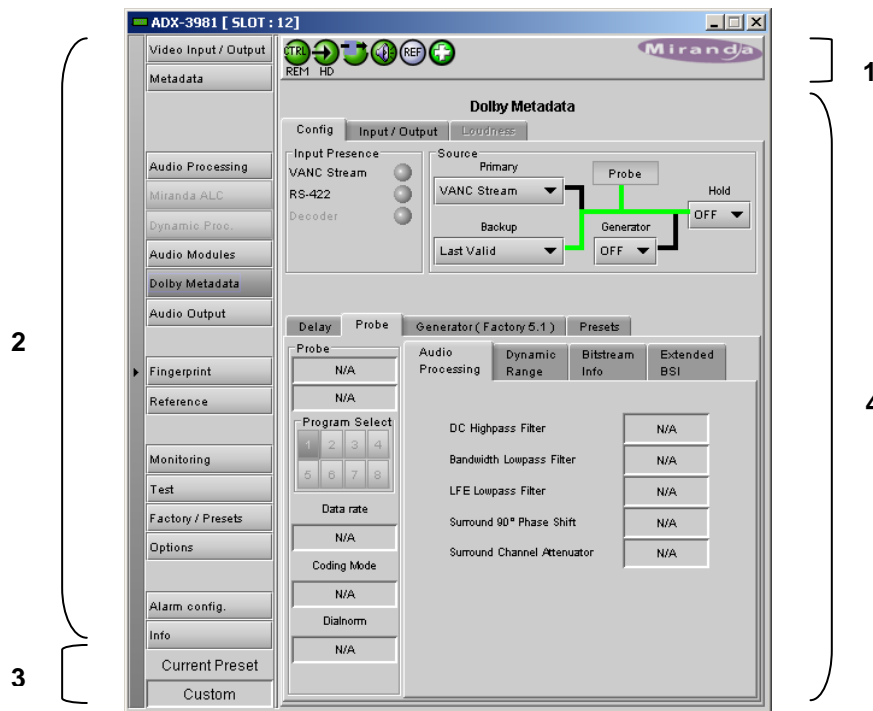 ADX-3981 [ SLOT : 12]
Video Input / Output
Metadata
Audio Processing
Miranda ALC
Dynamic Proc.
Audio Modules
Dolby Metadata
Audio Output
Fingerprint
Reference
Monitoring
Test
Factory / Presets
Options
Alarm config.
Info
Current Preset
Custom
CTRL
REF
REM HD
Miranda
Dolby Metadata
Config Input / Output Loudness
Input Presence
VANC Stream
RS-422
Decoder
Source
Primary
VANC Stream
Probe
Hold
OFF
Backup
Last Valid
Generator
OFF
Delay Probe Generator ( Factory 5.1 ) Presets
Probe
N/A
N/A
Program Select
1 2 3 4
5 6 7 8
Data rate
N/A
Coding Mode
N/A
Dialnorm
N/A
Audio Processing
Dynamic Range
Bitstream Info
Extended BSI
DC Highpass Filter N/A
Bandwidth Lowpass Filter N/A
LFE Lowpass Filter N/A
Surround 90° Phase Shift N/A
Surround Channel Attenuator N/A
1
2
3
4